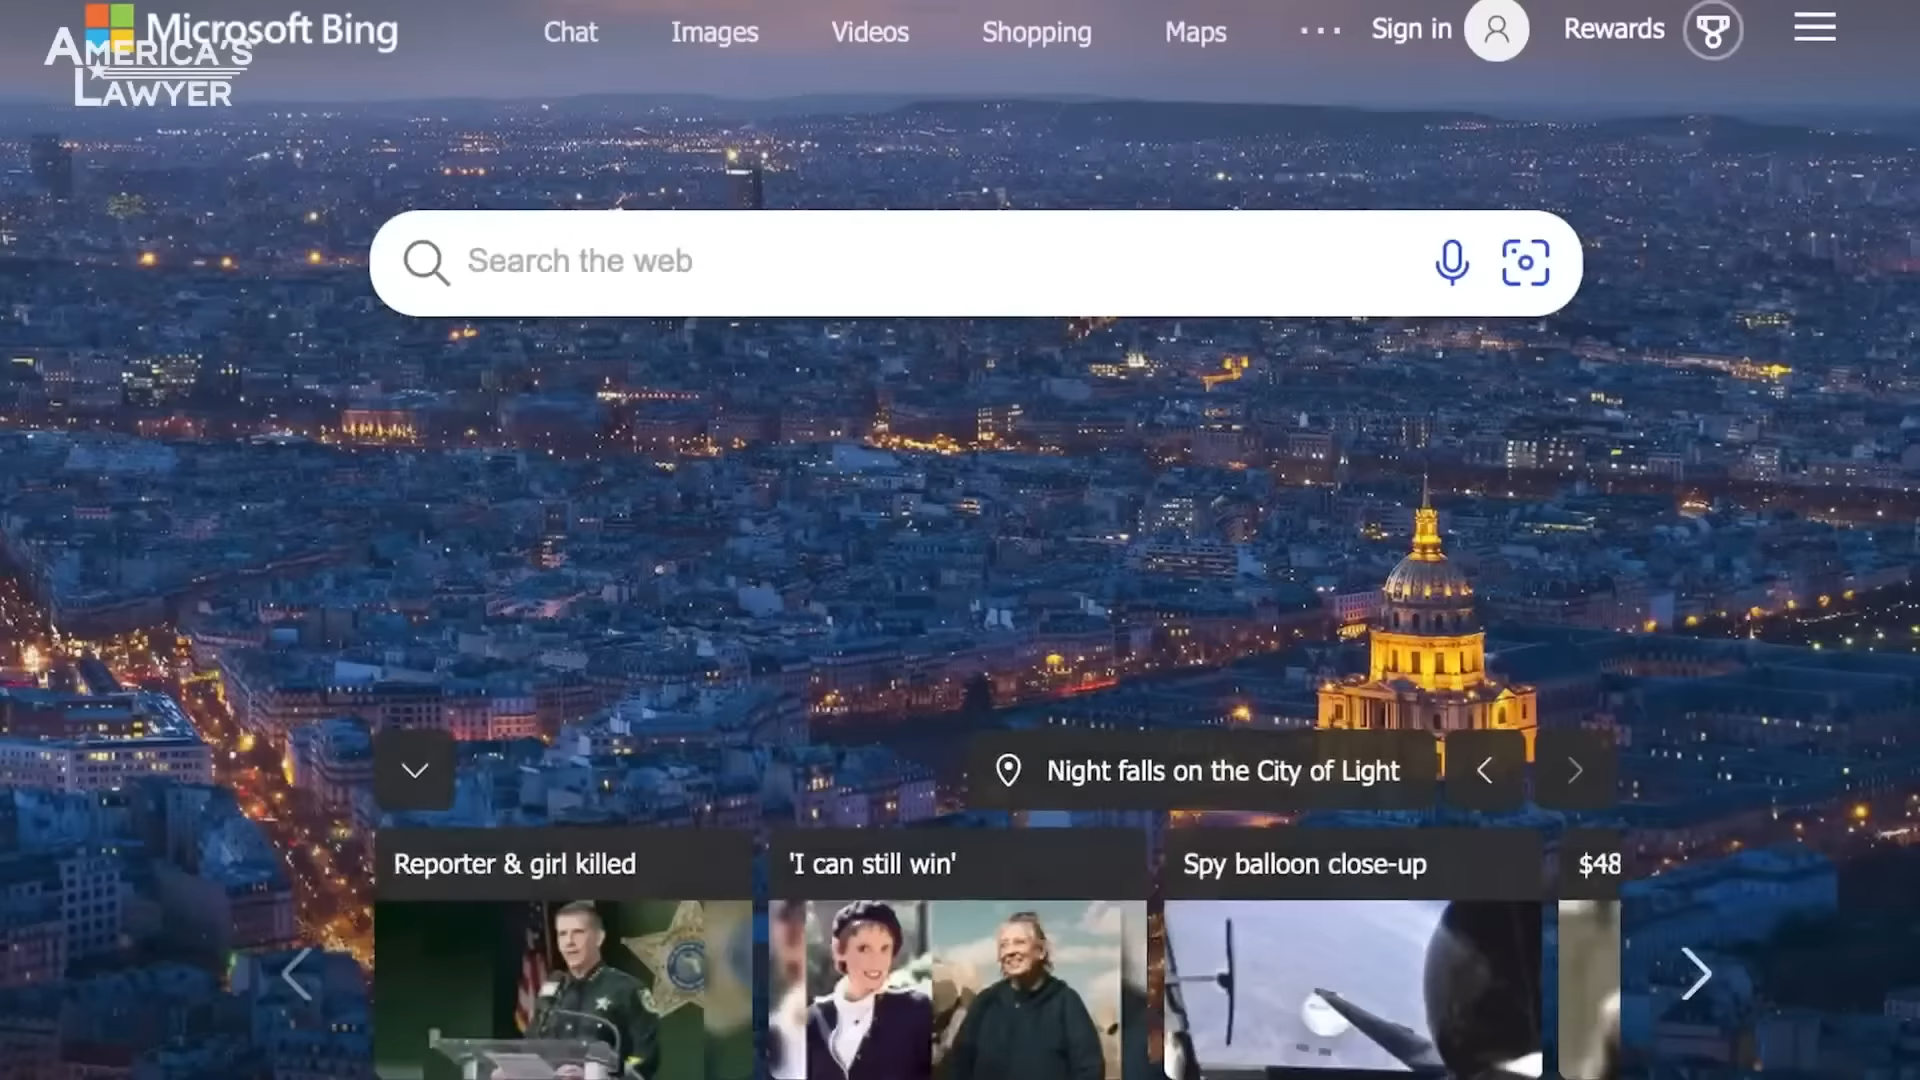 Microsoft Bing
Chat
Images
Videos
Shopping
Maps
Sign in
Rewards
AMERICA'S
LAWYER
Search the web
Night falls on the City of Light
Reporter & girl killed
'I can still win'
Spy balloon close-up
$48